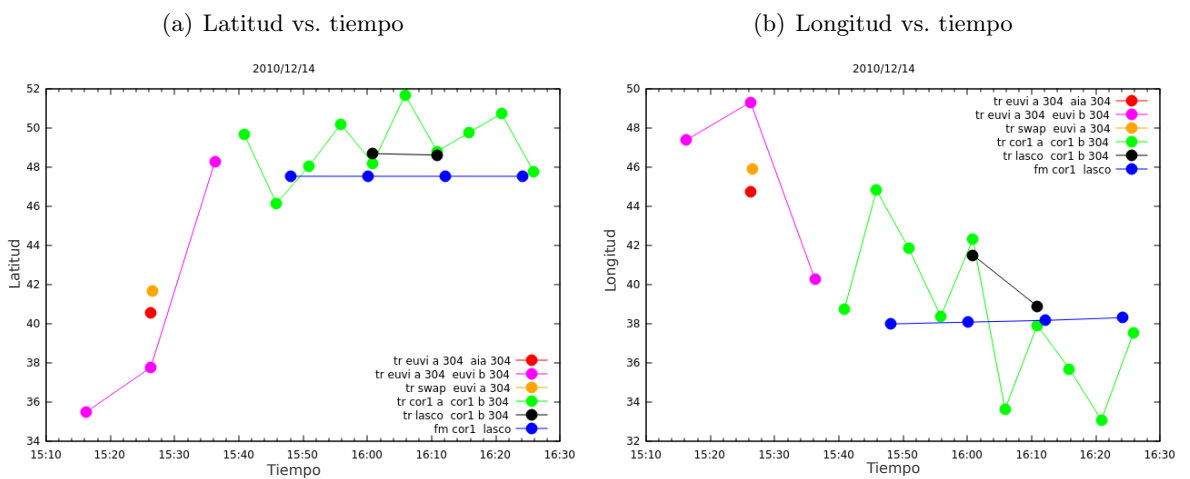 (a) Latitud vs. tiempo
2010/12/14
52
50
48
46
44
42
40
38
36
34
Latitud
tr euvi a 304 aia 304
tr euvi a 304 euvi b 304
tr swap euvi a 304
tr cor1 a cor1 b 304
tr lasco cor1 b 304
fm cor1 lasco
15:10 15:20 15:30 15:40 15:50 16:00 16:10 16:20 16:30
Tiempo
(b) Longitud vs. tiempo
2010/12/14
50
48
46
44
42
40
38
36
34
32
Longitud
tr euvi a 304 aia 304
tr euvi a 304 euvi b 304
tr swap euvi a 304
tr cor1 a cor1 b 304
tr lasco cor1 b 304
fm cor1 lasco
15:10 15:20 15:30 15:40 15:50 16:00 16:10 16:20 16:30
Tiempo